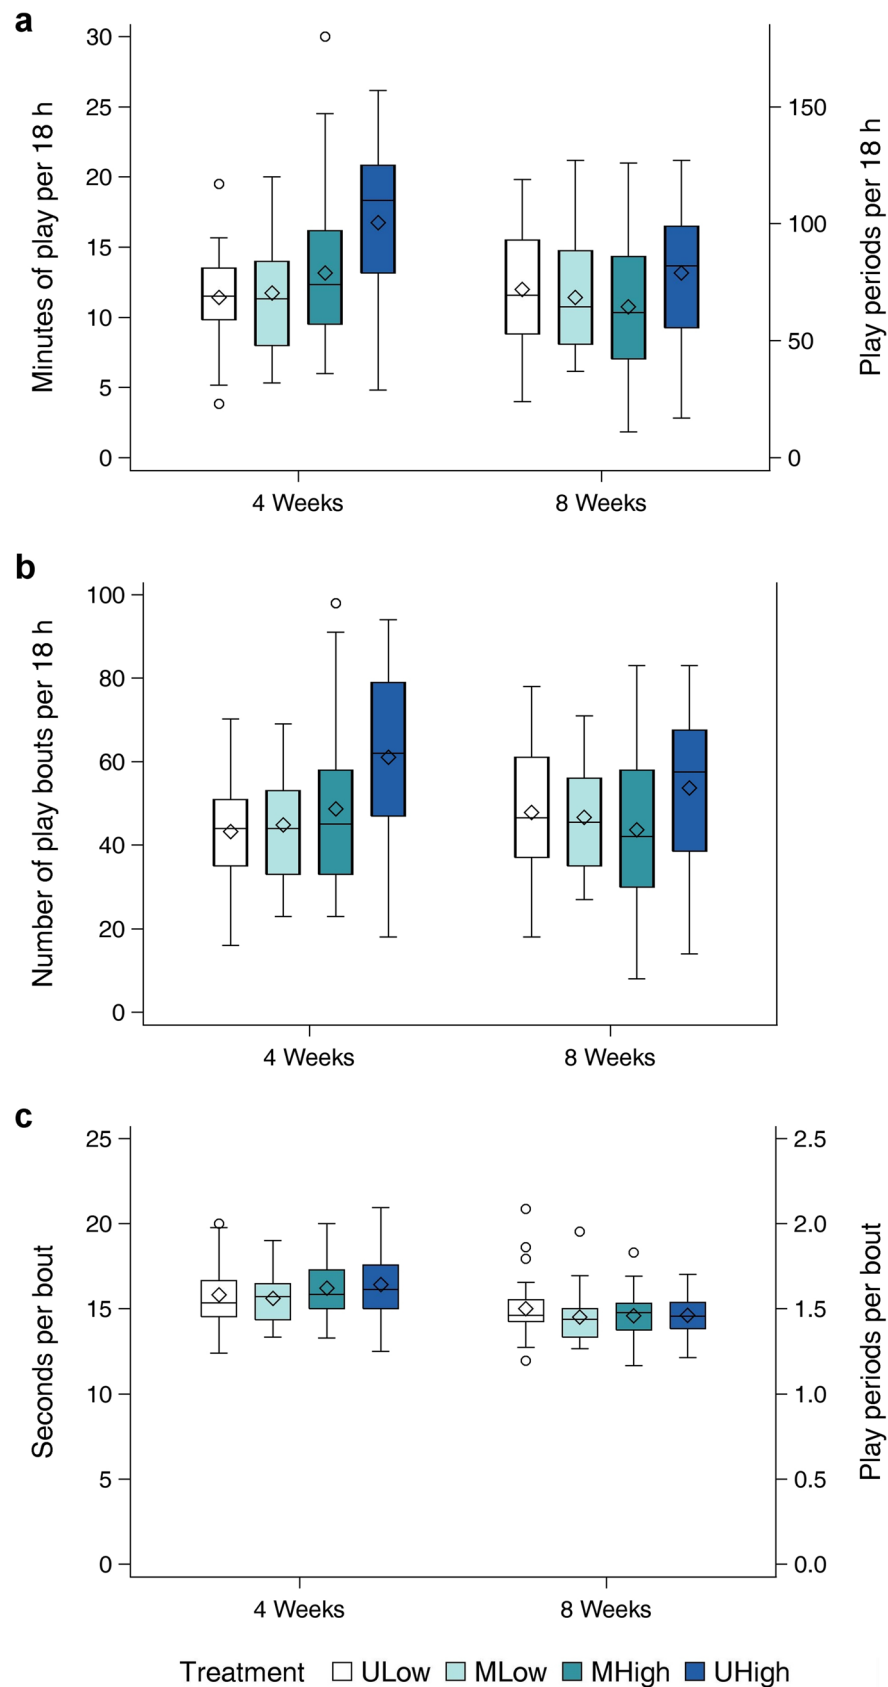 a
Minutes of play per 18 h
30
25
20
15
10
5
0
150
100
50
0
Play periods per 18 h
4 Weeks 8 Weeks
b
Number of play bouts per 18 h
100
80
60
40
20
0
4 Weeks 8 Weeks
c
Seconds per bout
25
20
15
10
5
0
2.5
2.0
1.5
1.0
0.5
0.0
Play periods per bout
4 Weeks 8 Weeks
Treatment ULow MLow MHigh UHigh